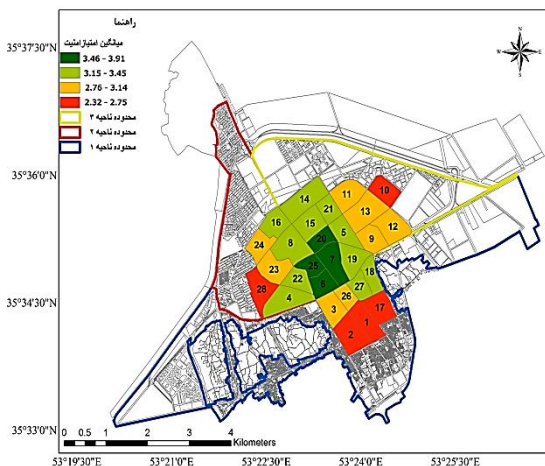 راهنما
میانگین امتیاز امنیت
3.46 - 3.91
3.15 - 3.45
2.76 - 3.14
2.32 - 2.75
محدوده ناحیه ۳
محدوده ناحیه ۲
محدوده ناحیه ۱
N
W E
S
35°37'30"N
35°36'0"N
35°34'30"N
35°33'0"N
10
11
14
13
21
16
15
12
20
5
9
24
8
7
19
23
25
18
22
6
27
28
4
26
3
17
1
2
0 0.5 1 2 3 4
Kilometers
53°19'30"E 53°21'0"E 53°22'30"E 53°24'0"E 53°25'30"E